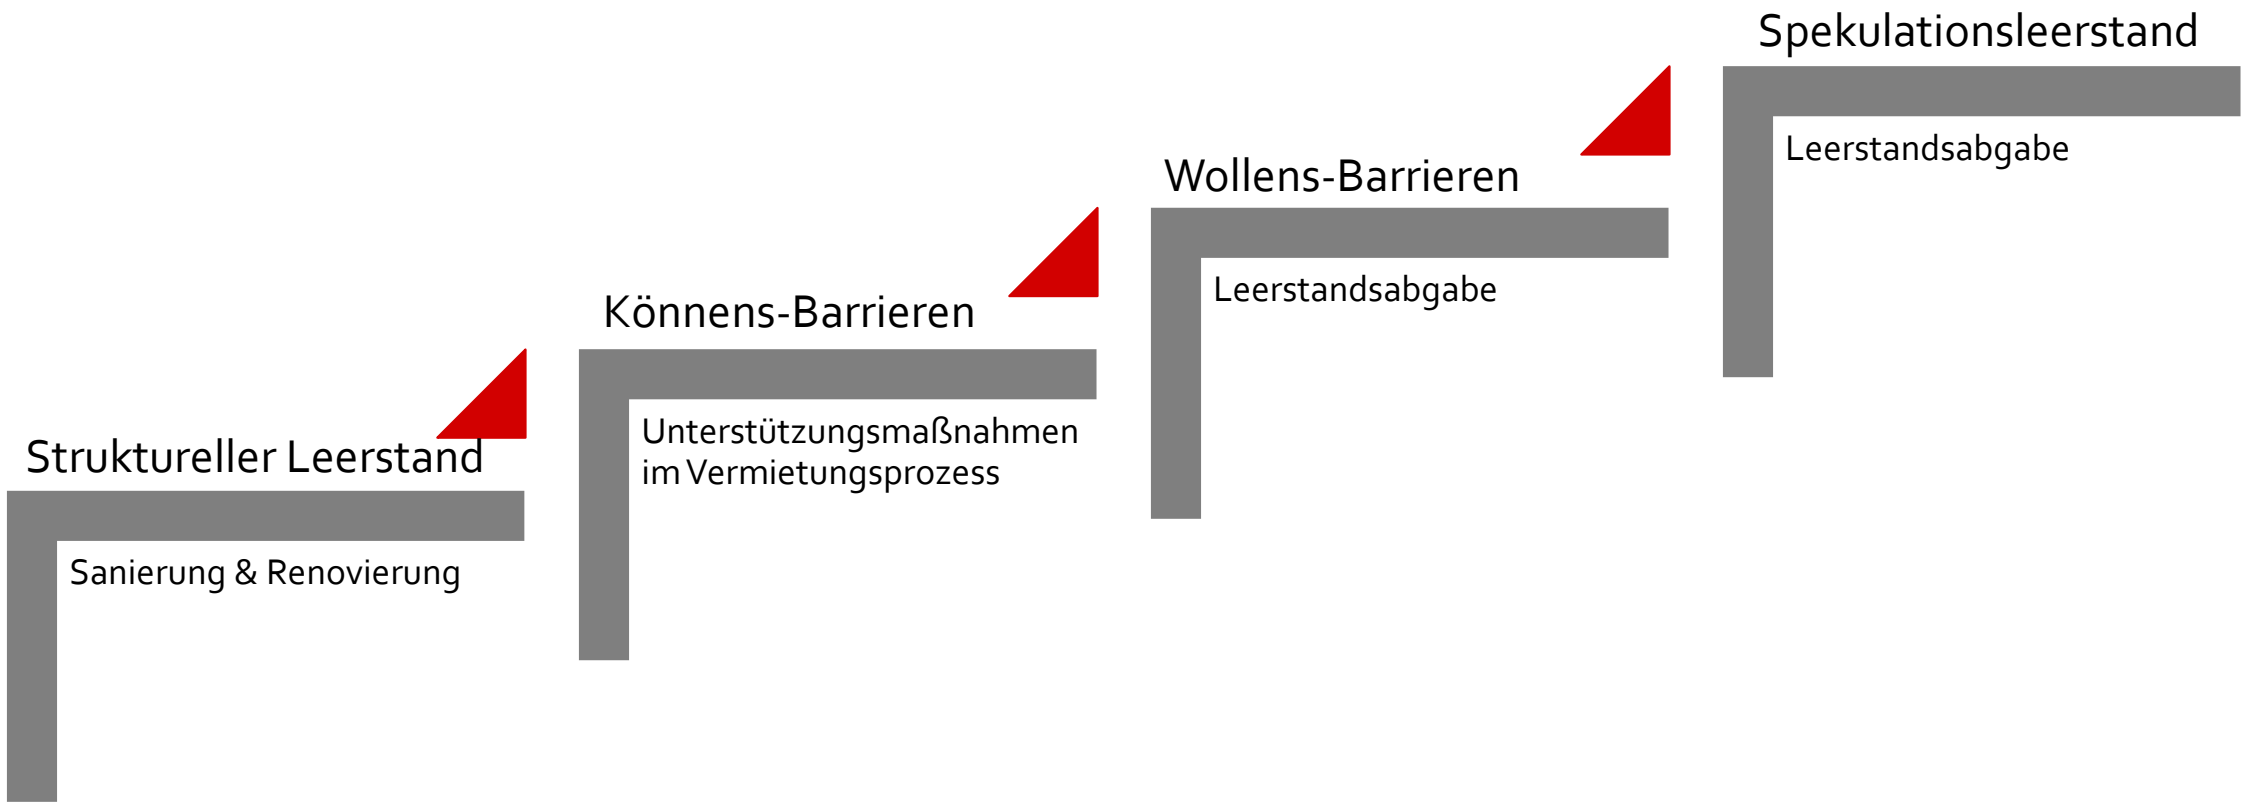 Spekulationsleerstand
Leerstandsabgabe
Wollens-Barrieren
Leerstandsabgabe
Könnens-Barrieren
Unterstützungsmaßnahmen
im Vermietungsprozess
Struktureller Leerstand
Sanierung & Renovierung